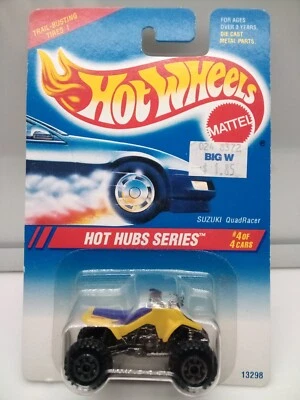 TRAIL-BUSTING
TIRES!
FOR AGES
OVER 3 YEARS
DIE CAST
METAL PARTS
HOT WHEELS
MATTEL
BIG W
$ 1.85
SUZUKI QuadRacer
HOT HUBS SERIES™
#4 OF
4 CARS
13298